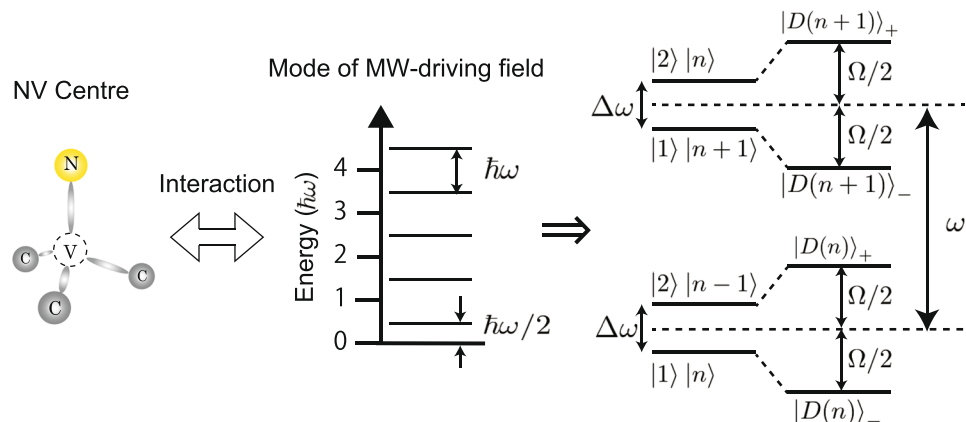 NV Centre
N
V
C
C
C
Interaction
Mode of MW-driving field
Energy (ℏω)
4
3
2
1
0
ℏω
ℏω/2
⇒
|D(n + 1)⟩₊
|2⟩ |n⟩
Ω/2
Δω
|1⟩ |n + 1⟩
Ω/2
|D(n + 1)⟩₋
ω
|D(n)⟩₊
|2⟩ |n − 1⟩
Ω/2
Δω
|1⟩ |n⟩
Ω/2
|D(n)⟩₋